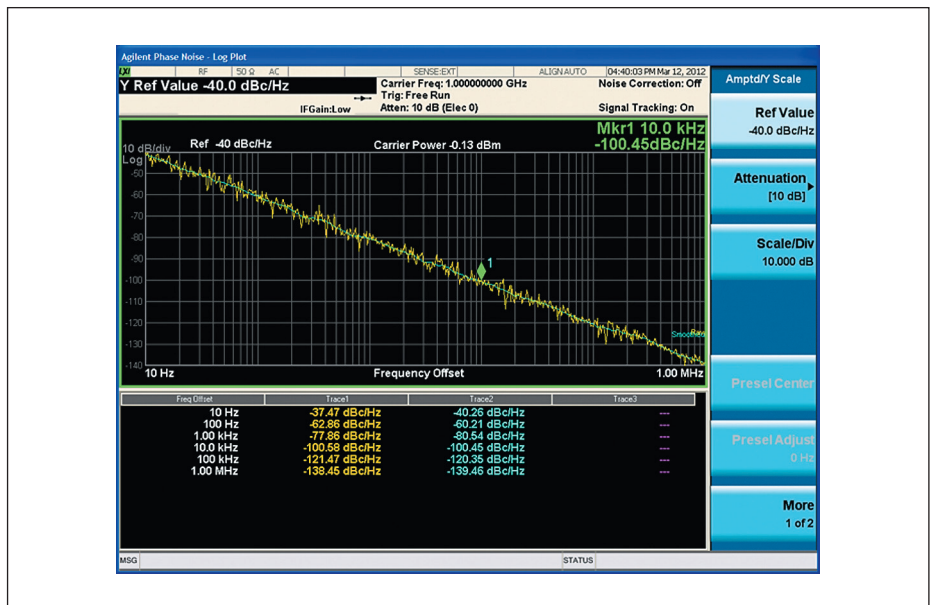 Agilent Phase Noise - Log Plot
LXI RF 50 Ω AC SENSE:EXT ALIGNAUTO 04:40:03 PM Mar 12, 2012
Y Ref Value -40.0 dBc/Hz
Carrier Freq: 1.000000000 GHz
Noise Correction: Off
Trig: Free Run
IFGain:Low
Atten: 10 dB (Elec 0)
Signal Tracking: On
Mkr1 10.0 kHz
-100.45dBc/Hz
10 dB/div
Ref -40 dBc/Hz
Carrier Power -0.13 dBm
Log
-50
-60
-70
-80
-90
1
-100
-110
-120
-130
-140
10 Hz
Frequency Offset
1.00 MHz
Freq Offset Trace1 Trace2 Trace3
10 Hz -37.47 dBc/Hz -40.26 dBc/Hz ---
100 Hz -62.86 dBc/Hz -60.21 dBc/Hz ---
1.00 kHz -77.86 dBc/Hz -80.54 dBc/Hz ---
10.0 kHz -100.58 dBc/Hz -100.45 dBc/Hz ---
100 kHz -121.47 dBc/Hz -120.35 dBc/Hz ---
1.00 MHz -138.45 dBc/Hz -139.46 dBc/Hz ---
MSG
STATUS
Amptd/Y Scale
Ref Value
-40.0 dBc/Hz
Attenuation
[10 dB]
Scale/Div
10.000 dB
Presel Center
Presel Adjust
0 Hz
More
1 of 2